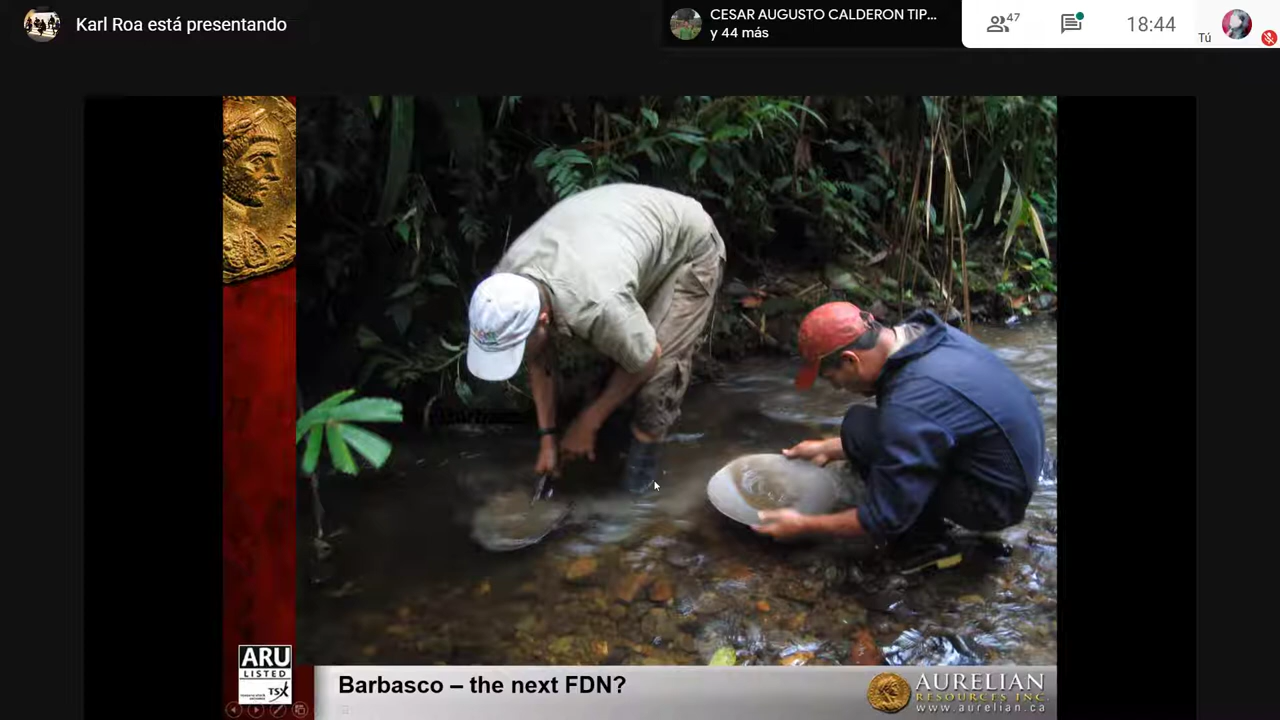 Karl Roa está presentando
CESAR AUGUSTO CALDERON TIP...
y 44 más
47
18:44
Tú
ARU
LISTED
TSX
Barbasco – the next FDN?
AURELIAN
RESOURCES INC.
www.aurelian.ca